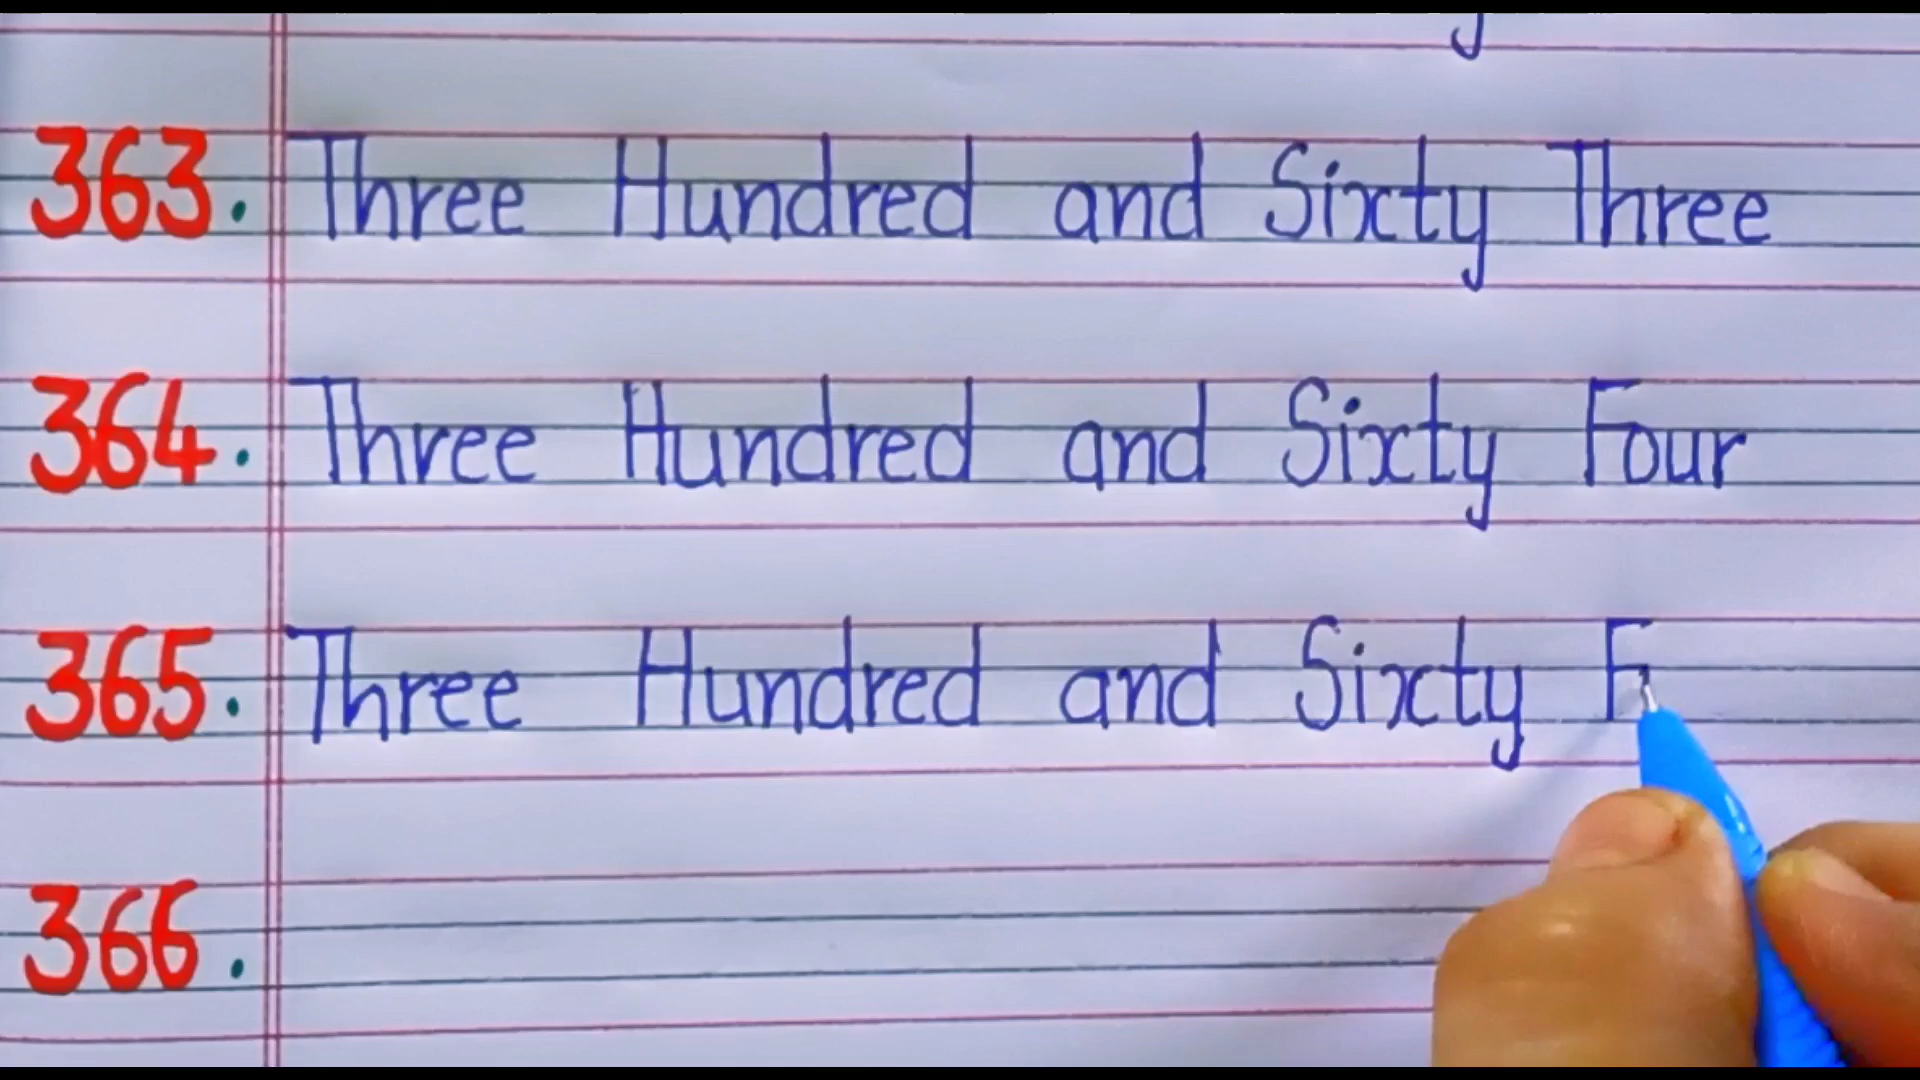 363. Three Hundred and Sixty Three
364. Three Hundred and Sixty Four
365. Three Hundred and Sixty F
366.